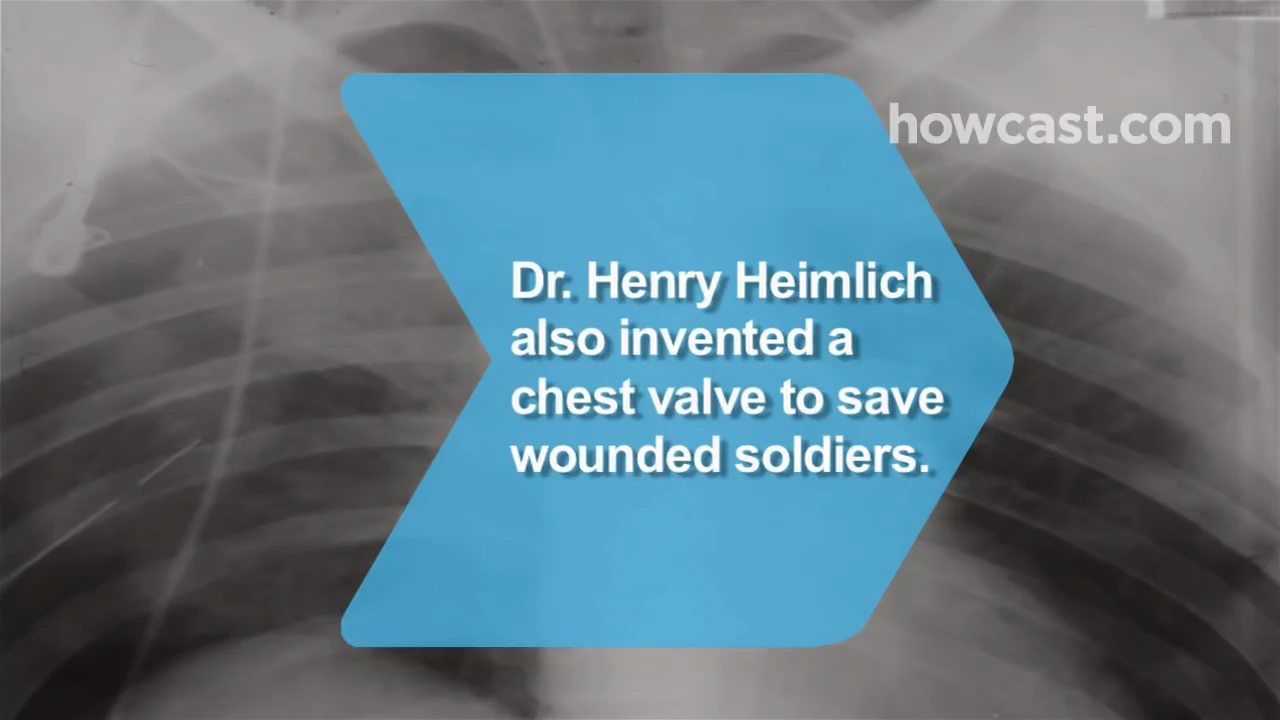 howcast.com
Dr. Henry Heimlich
also invented a
chest valve to save
wounded soldiers.